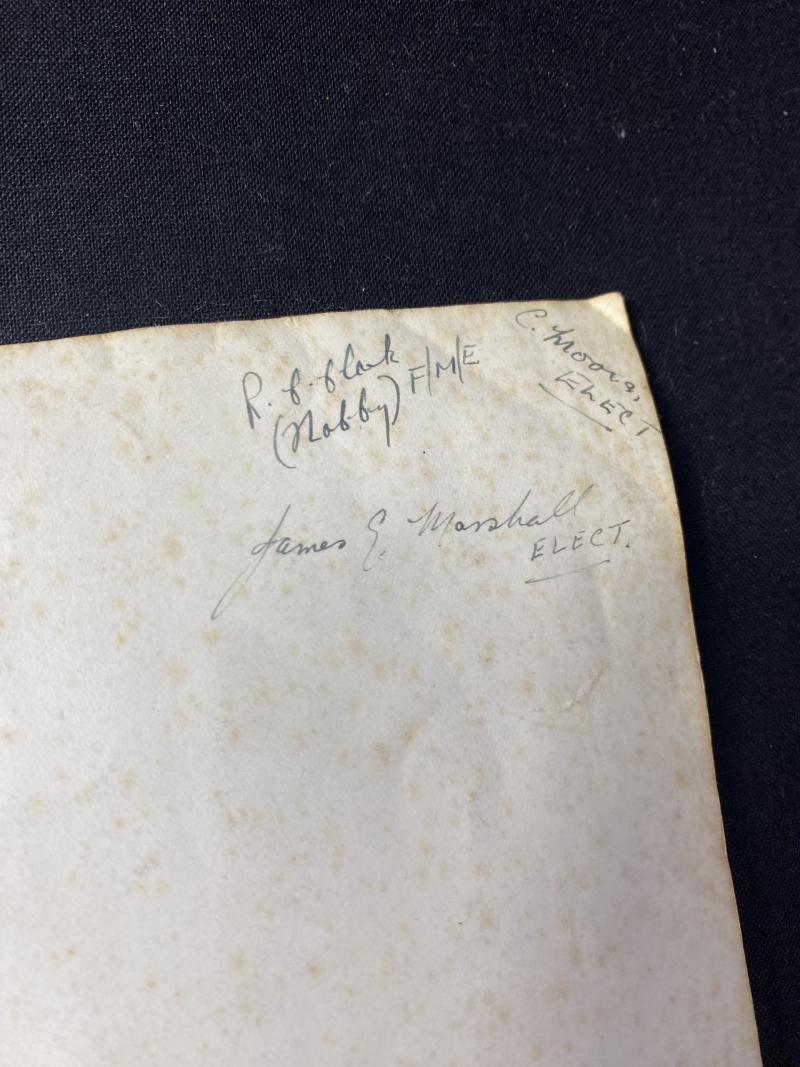 R. C. Clark F/M/E
(Nobby)
C. Moore,
ELECT
James E. Marshall
ELECT.